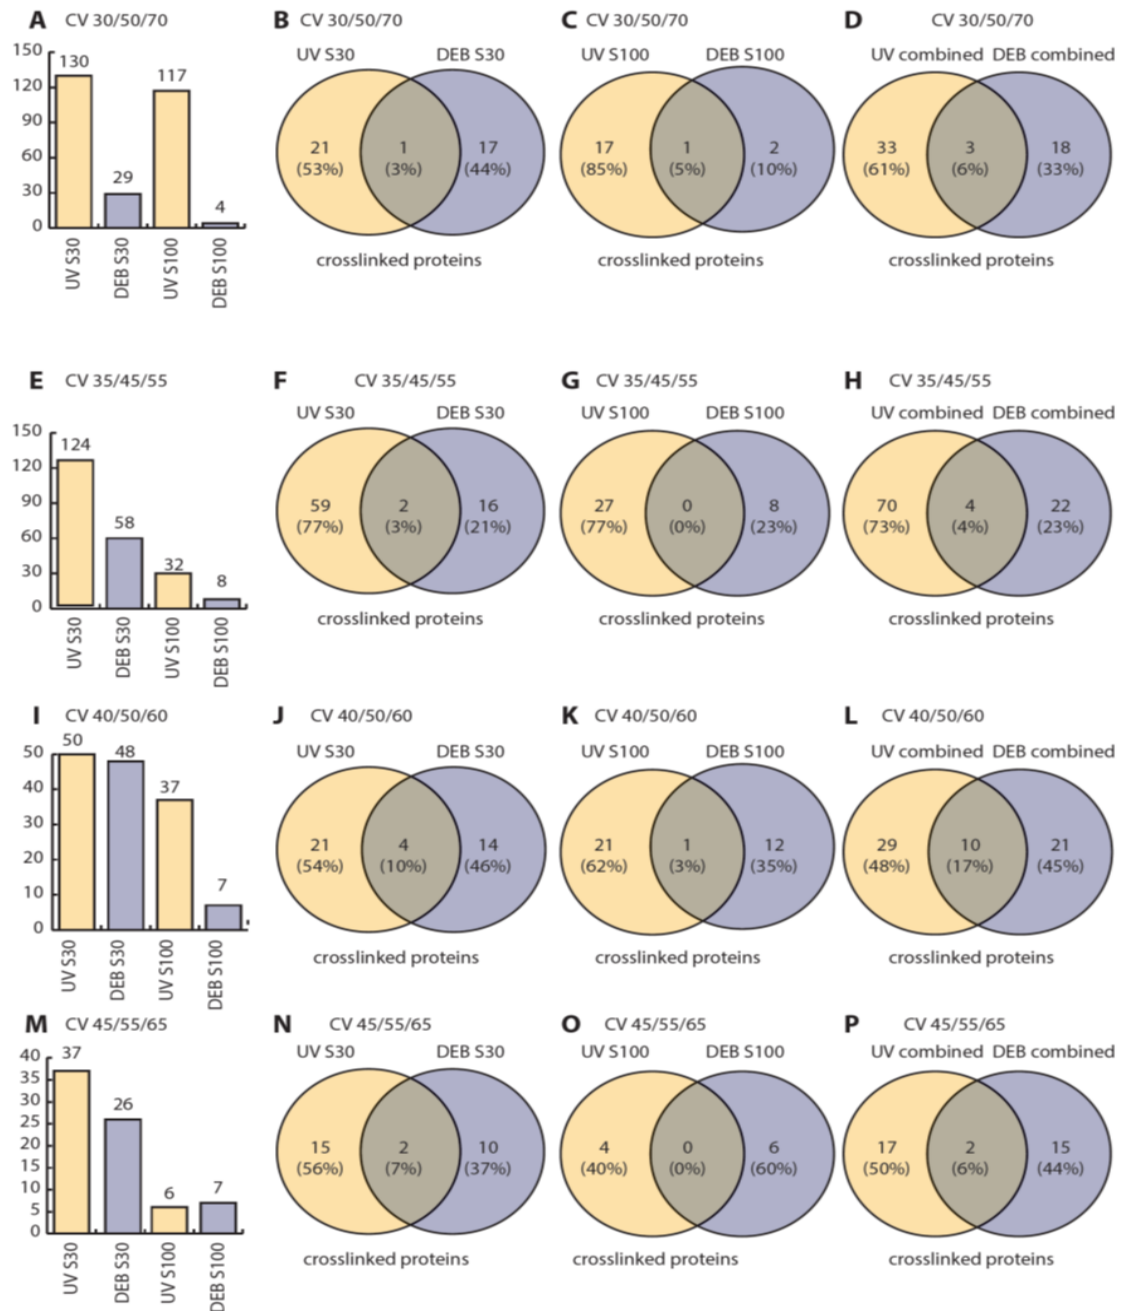 A CV 30/50/70
150
120
90
60
30
0
130
29
117
4
UV S30
DEB S30
UV S100
DEB S100
B CV 30/50/70
UV S30 DEB S30
21 1 17
(53%) (3%) (44%)
crosslinked proteins
C CV 30/50/70
UV S100 DEB S100
17 1 2
(85%) (5%) (10%)
crosslinked proteins
D CV 30/50/70
UV combined DEB combined
33 3 18
(61%) (6%) (33%)
crosslinked proteins
E CV 35/45/55
150
120
90
60
30
0
124
58
32
8
UV S30
DEB S30
UV S100
DEB S100
F CV 35/45/55
UV S30 DEB S30
59 2 16
(77%) (3%) (21%)
crosslinked proteins
G CV 35/45/55
UV S100 DEB S100
27 0 8
(77%) (0%) (23%)
crosslinked proteins
H CV 35/45/55
UV combined DEB combined
70 4 22
(73%) (4%) (23%)
crosslinked proteins
I CV 40/50/60
50
40
30
20
10
0
50
48
37
7
UV S30
DEB S30
UV S100
DEB S100
J CV 40/50/60
UV S30 DEB S30
21 4 14
(54%) (10%) (46%)
crosslinked proteins
K CV 40/50/60
UV S100 DEB S100
21 1 12
(62%) (3%) (35%)
crosslinked proteins
L CV 40/50/60
UV combined DEB combined
29 10 21
(48%) (17%) (45%)
crosslinked proteins
M CV 45/55/65
40
35
30
25
20
15
10
5
0
37
26
6
7
UV S30
DEB S30
UV S100
DEB S100
N CV 45/55/65
UV S30 DEB S30
15 2 10
(56%) (7%) (37%)
crosslinked proteins
O CV 45/55/65
UV S100 DEB S100
4 0 6
(40%) (0%) (60%)
crosslinked proteins
P CV 45/55/65
UV combined DEB combined
17 2 15
(50%) (6%) (44%)
crosslinked proteins